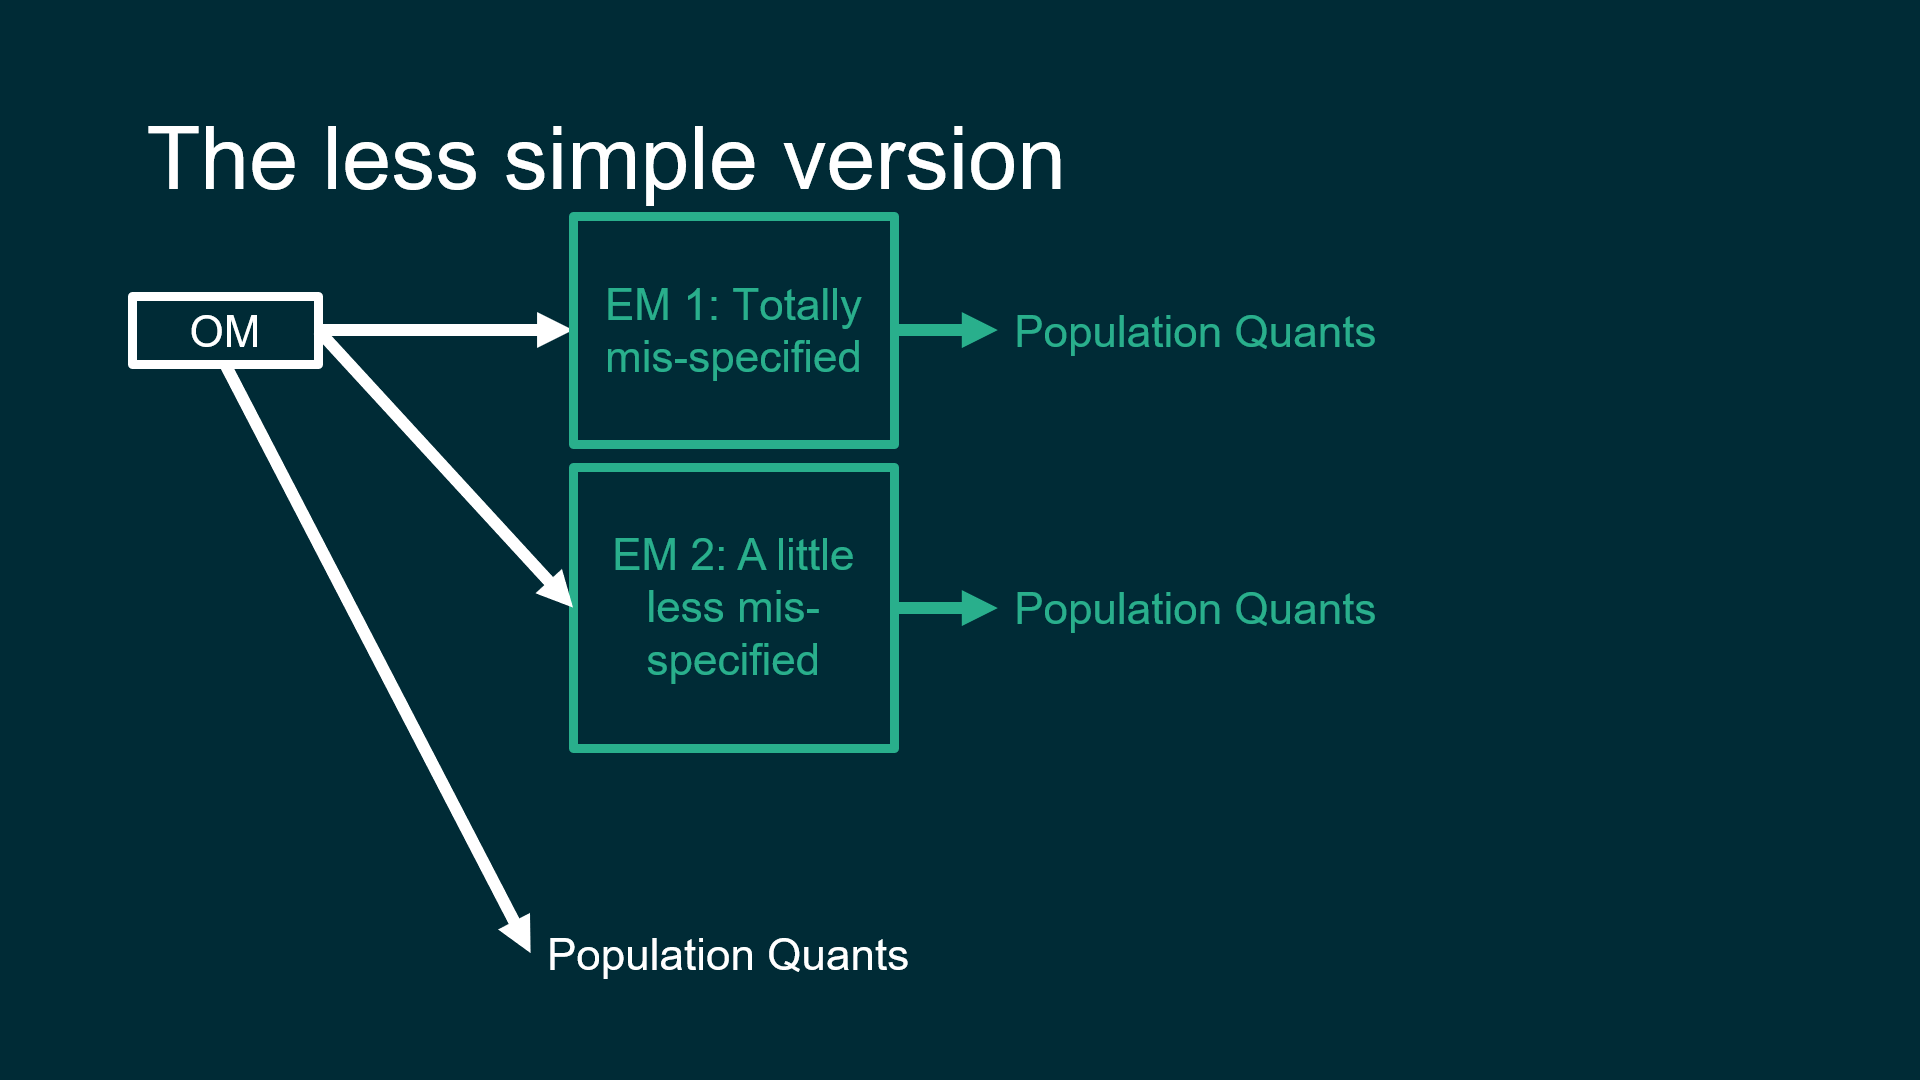 The less simple version
OM
EM 1: Totally
mis-specified
Population Quants
EM 2: A little
less mis-
specified
Population Quants
Population Quants